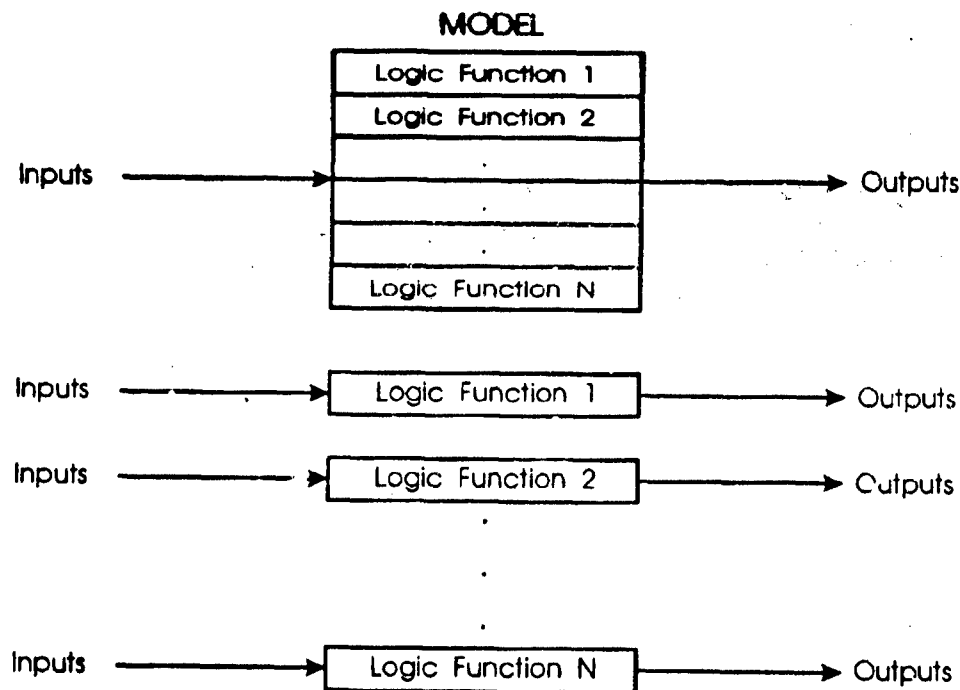 MODEL
Logic Function 1
Logic Function 2
.
Inputs Outputs
.
.
Logic Function N
Inputs Logic Function 1 Outputs
Inputs Logic Function 2 Outputs
.
.
.
Inputs Logic Function N Outputs